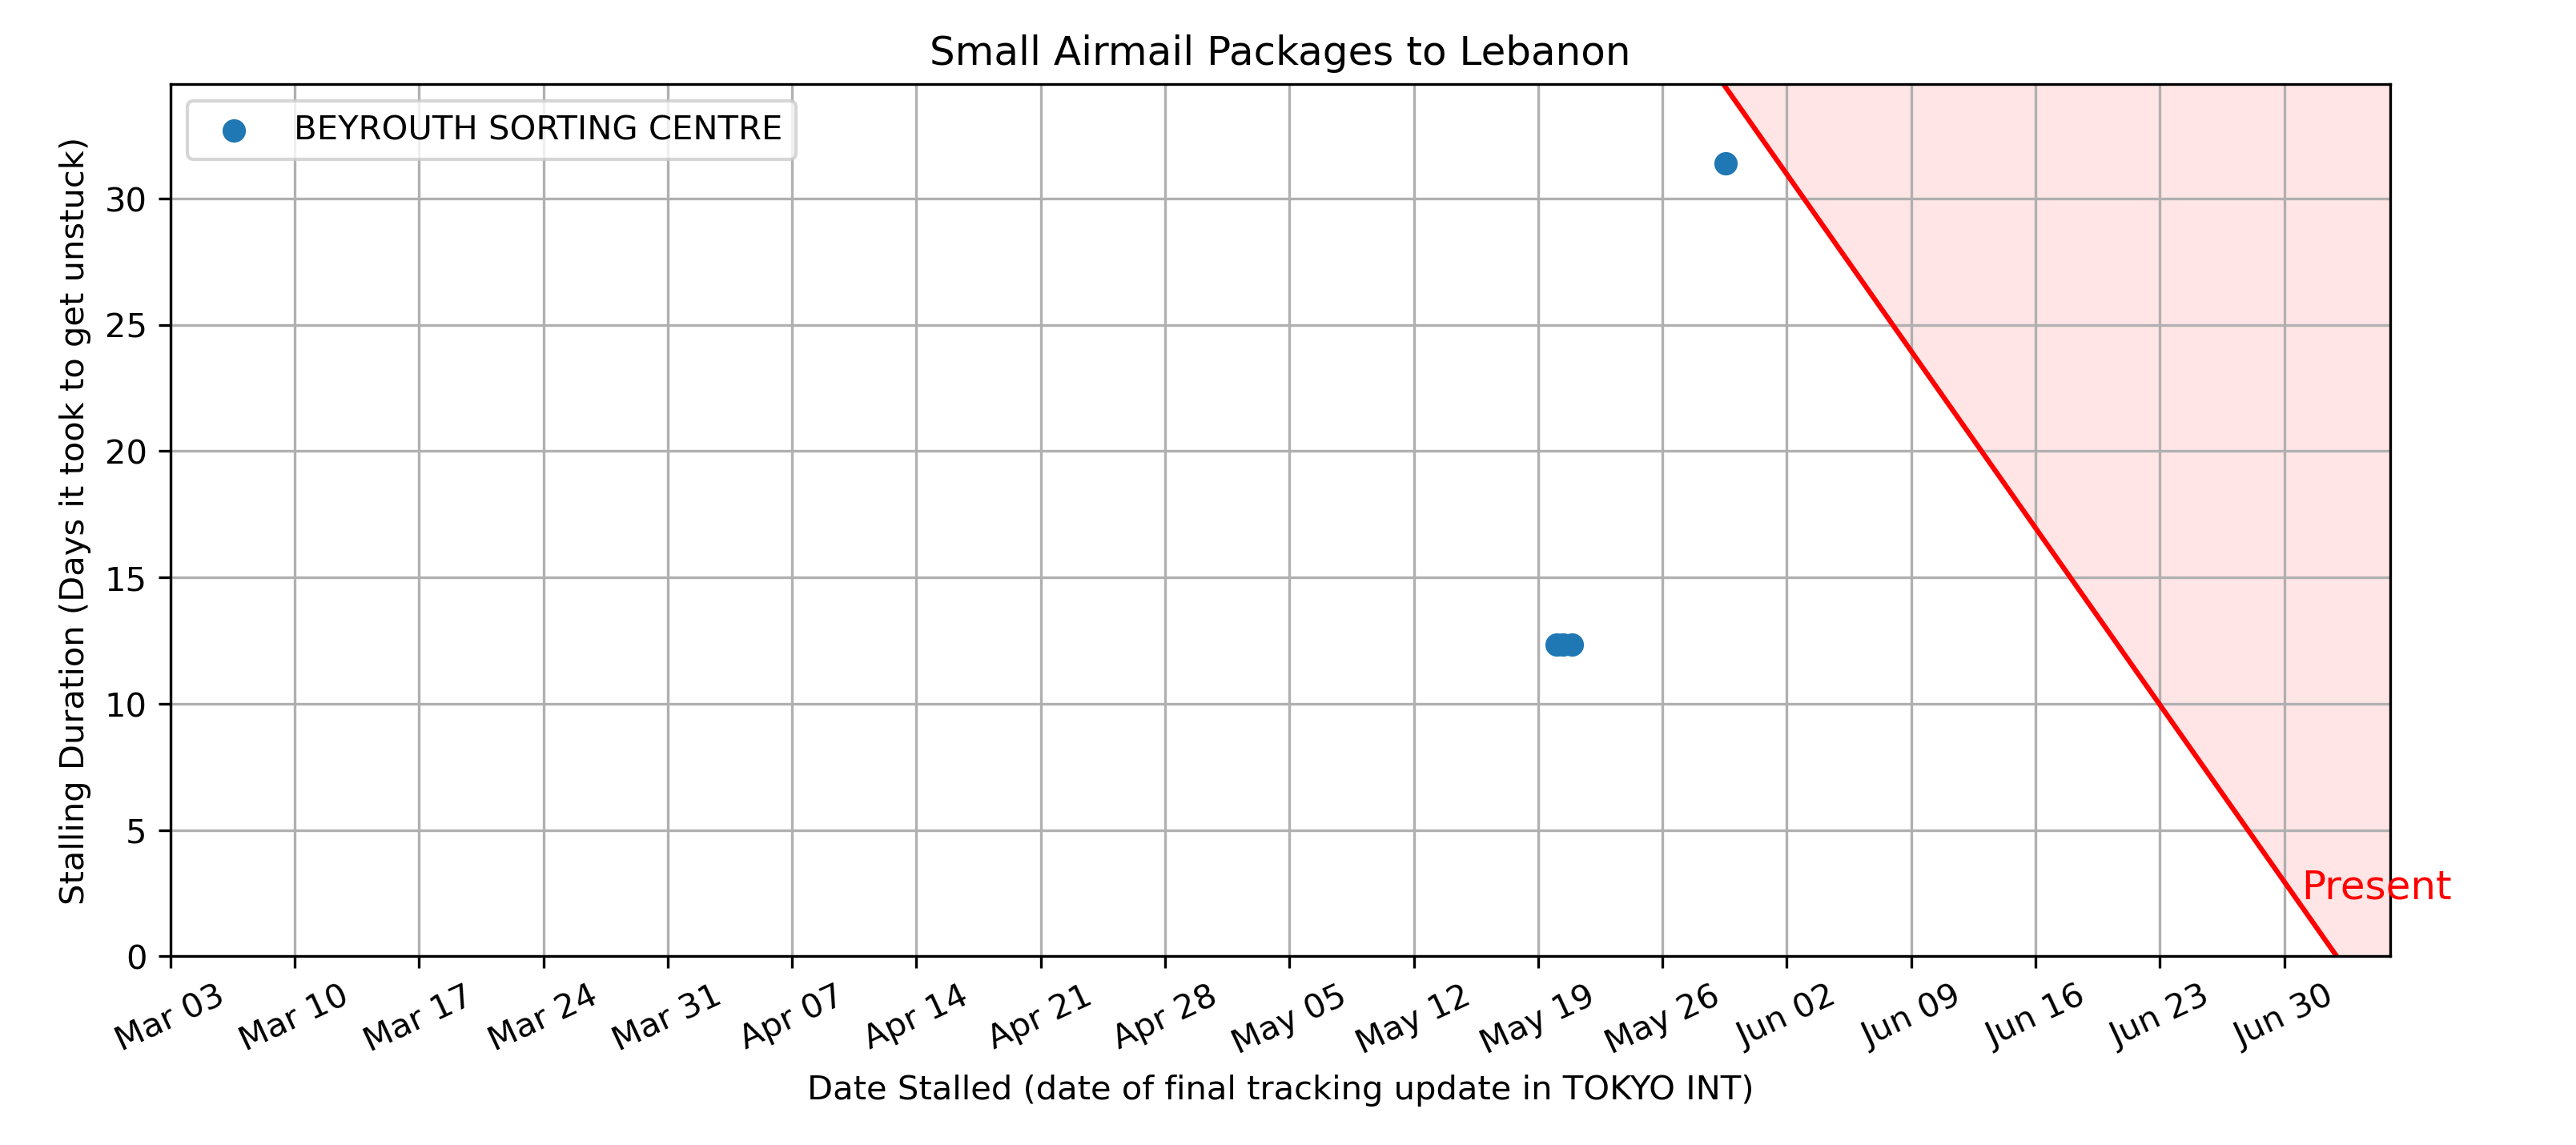 Small Airmail Packages to Lebanon
BEYROUTH SORTING CENTRE
Stalling Duration (Days it took to get unstuck)
30
25
20
15
10
5
0
Present
Mar 03
Mar 10
Mar 17
Mar 24
Mar 31
Apr 07
Apr 14
Apr 21
Apr 28
May 05
May 12
May 19
May 26
Jun 02
Jun 09
Jun 16
Jun 23
Jun 30
Date Stalled (date of final tracking update in TOKYO INT)